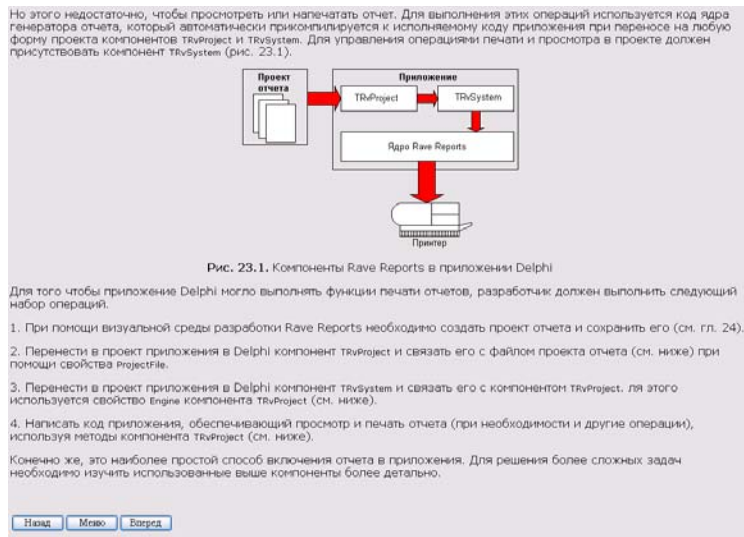 Но этого недостаточно, чтобы просмотреть или напечатать отчет. Для выполнения этих операций используется код ядра
генератора отчета, который автоматически прикомпилируется к исполняемому коду приложения при переносе на любую
форму проекта компонентов TRvProject и TRvSystem. Для управления операциями печати и просмотра в проекте должен
присутствовать компонент TRvSystem (рис. 23.1).
Проект
отчета
Приложение
TRvProject
TRvSystem
Ядро Rave Reports
Принтер
Рис. 23.1. Компоненты Rave Reports в приложении Delphi
Для того чтобы приложение Delphi могло выполнять функции печати отчетов, разработчик должен выполнить следующий
набор операций.
1. При помощи визуальной среды разработки Rave Reports необходимо создать проект отчета и сохранить его (см. гл. 24).
2. Перенести в проект приложения в Delphi компонент TRvProject и связать его с файлом проекта отчета (см. ниже) при
помощи свойства ProjectFile.
3. Перенести в проект приложения в Delphi компонент TRvSystem и связать его с компонентом TRvProject. ля этого
используется свойство Engine компонента TRvProject (см. ниже).
4. Написать код приложения, обеспечивающий просмотр и печать отчета (при необходимости и другие операции),
используя методы компонента TRvProject (см. ниже).
Конечно же, это наиболее простой способ включения отчета в приложения. Для решения более сложных задач
необходимо изучить использованные выше компоненты более детально.
Назад Меню Вперед